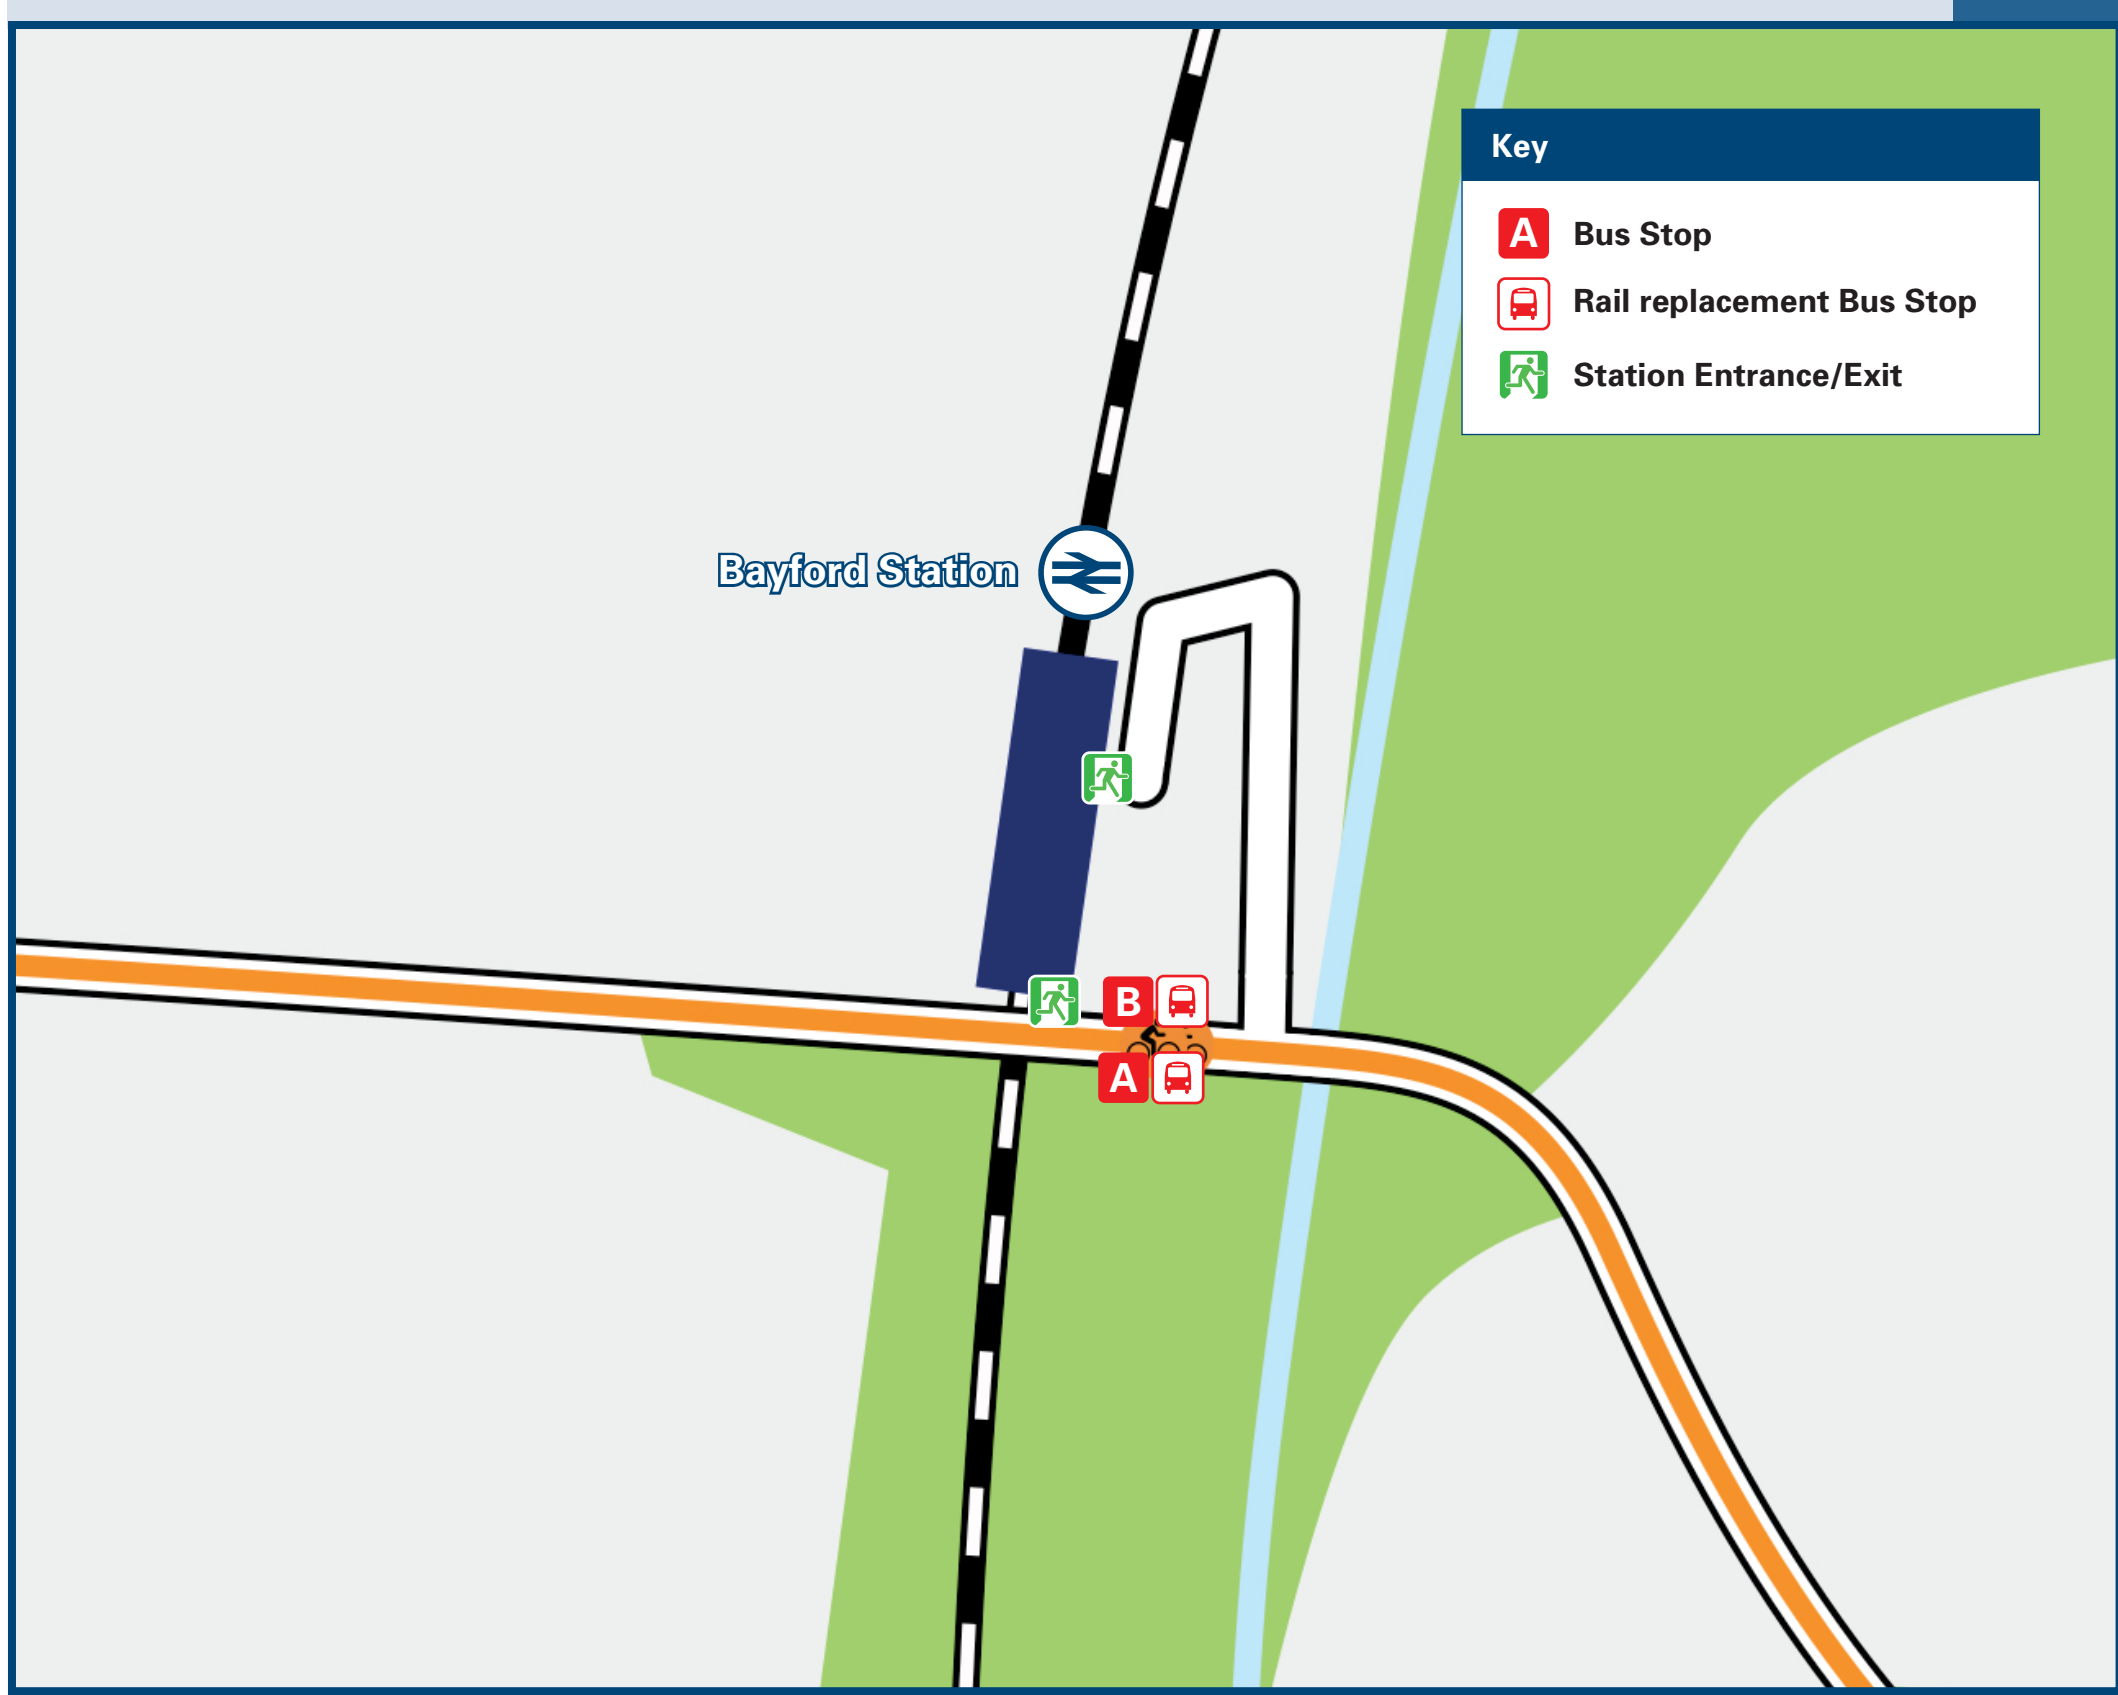 Key
A Bus Stop
Rail replacement Bus Stop
Station Entrance/Exit
Bayford Station
B
A